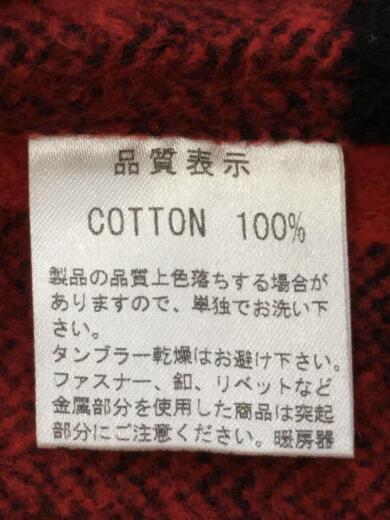 品質表示
COTTON 100%
製品の品質上色落ちする場合が
ありますので、単独でお洗い下
さい。
タンブラー乾燥はお避け下さい。
ファスナー、釦、リベットなど
金属部分を使用した商品は突起
部分にご注意ください。暖房器